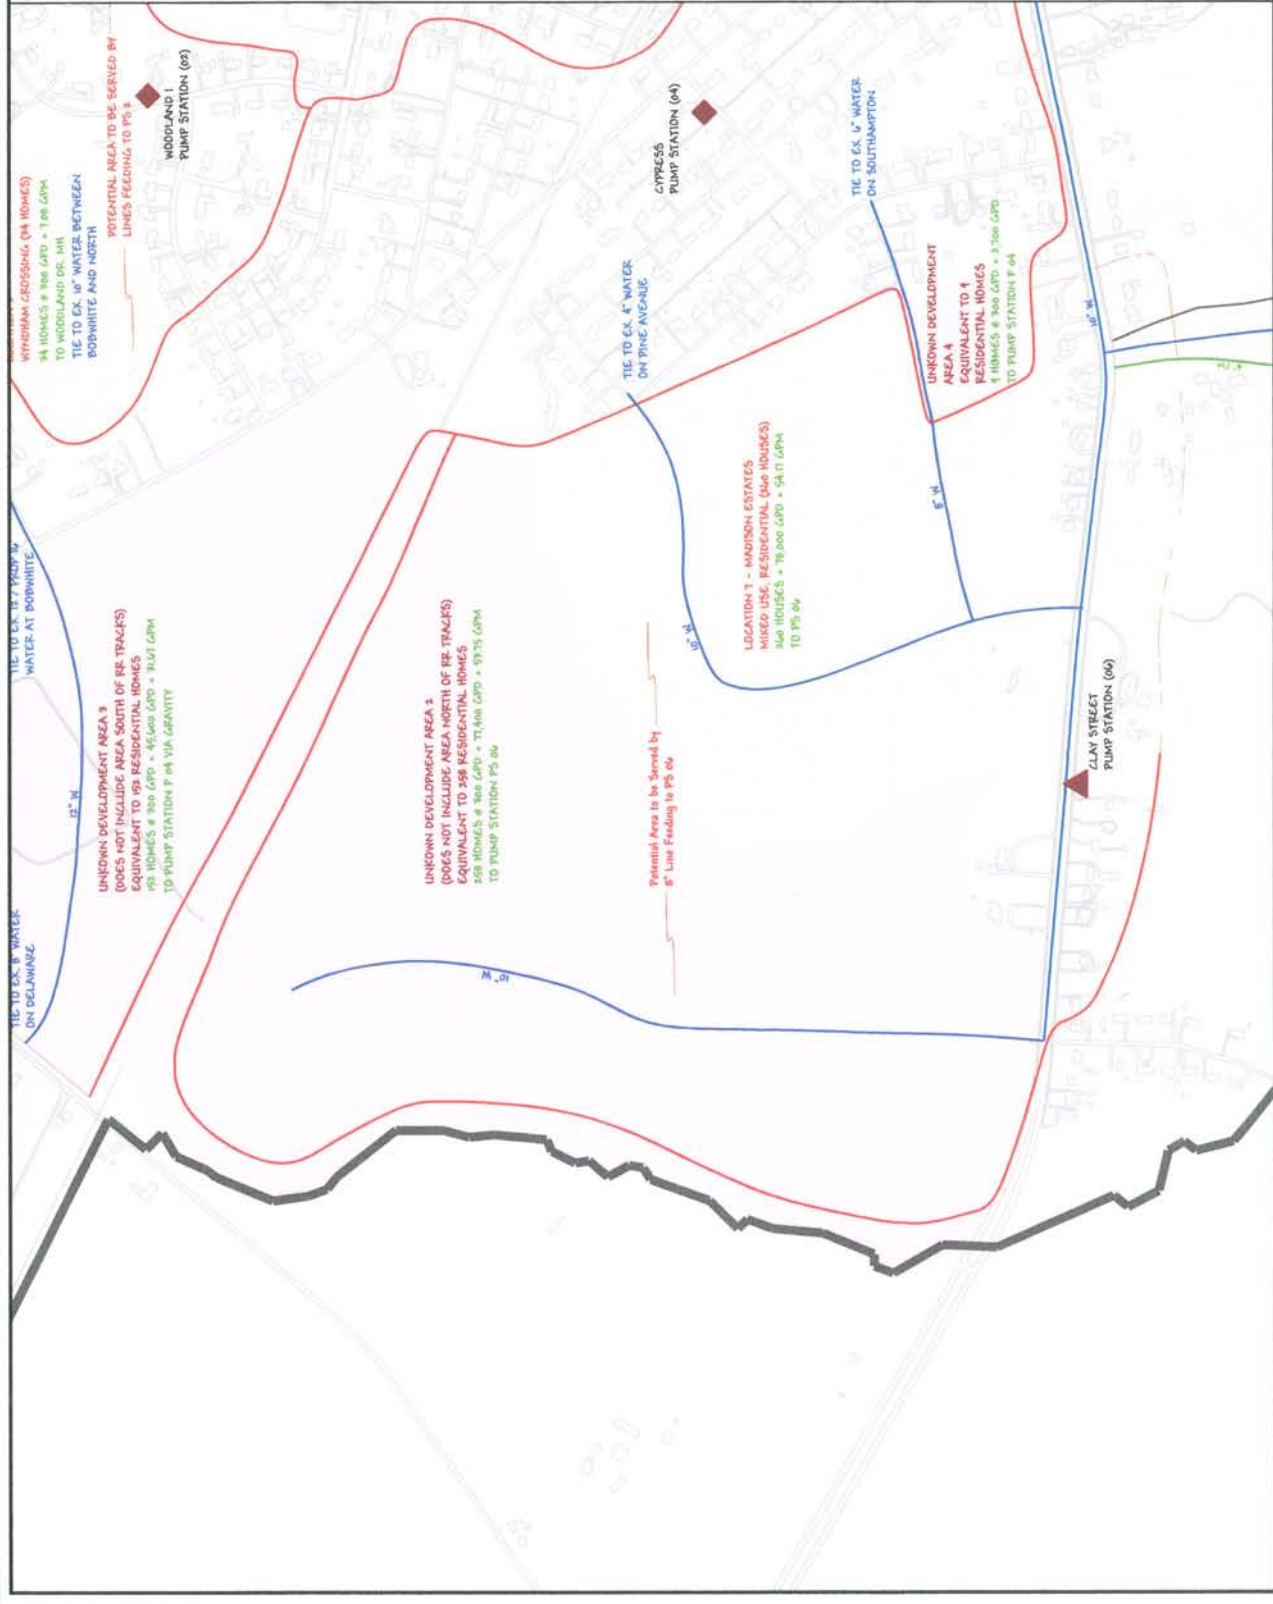 WYNDHAM CROSSING (34 HOMES)
34 HOMES @ 300 GPD = 7.08 GPM
TO WOODLAND DR. MH
TIE TO EX. 10" WATER BETWEEN
BOBWHITE AND NORTH
POTENTIAL AREA TO BE SERVED BY
LINES FEEDING TO PS 2
WOODLAND 1
PUMP STATION (02)
TIE TO EX. 12"/ PROP 16"
WATER AT BOBWHITE
12" W
TIE TO EX. 8" WATER
ON DELAWARE
UNKOWN DEVELOPMENT AREA 3
(DOES NOT INCLUDE AREA SOUTH OF RR TRACKS)
EQUIVALENT TO 152 RESIDENTIAL HOMES
152 HOMES @ 300 GPD = 45,600 GPD = 31.67 GPM
TO PUMP STATION P 04 VIA GRAVITY
UNKOWN DEVELOPMENT AREA 2
(DOES NOT INCLUDE AREA NORTH OF RR TRACKS)
EQUIVALENT TO 258 RESIDENTIAL HOMES
258 HOMES @ 300 GPD = 77,400 GPD = 53.75 GPM
TO PUMP STATION PS 06
10" W
CYPRESS
PUMP STATION (04)
TIE TO EX. 4" WATER
ON PINE AVENUE
10" W
Potential Area to be Served by
8" Line Feeding to PS 06
LOCATION 7 - MADISON ESTATES
MIXED USE, RESIDENTIAL (260 HOUSES)
260 HOUSES = 78,000 GPD = 54.17 GPM
TO PS 06
TIE TO EX. 6" WATER
ON SOUTHAMPTON
8" W
UNKOWN DEVELOPMENT
AREA 4
EQUIVALENT TO 9
RESIDENTIAL HOMES
9 HOMES @ 300 GPD = 2,700 GPD
TO PUMP STATION P 04
10" W
CLAY STREET
PUMP STATION (06)